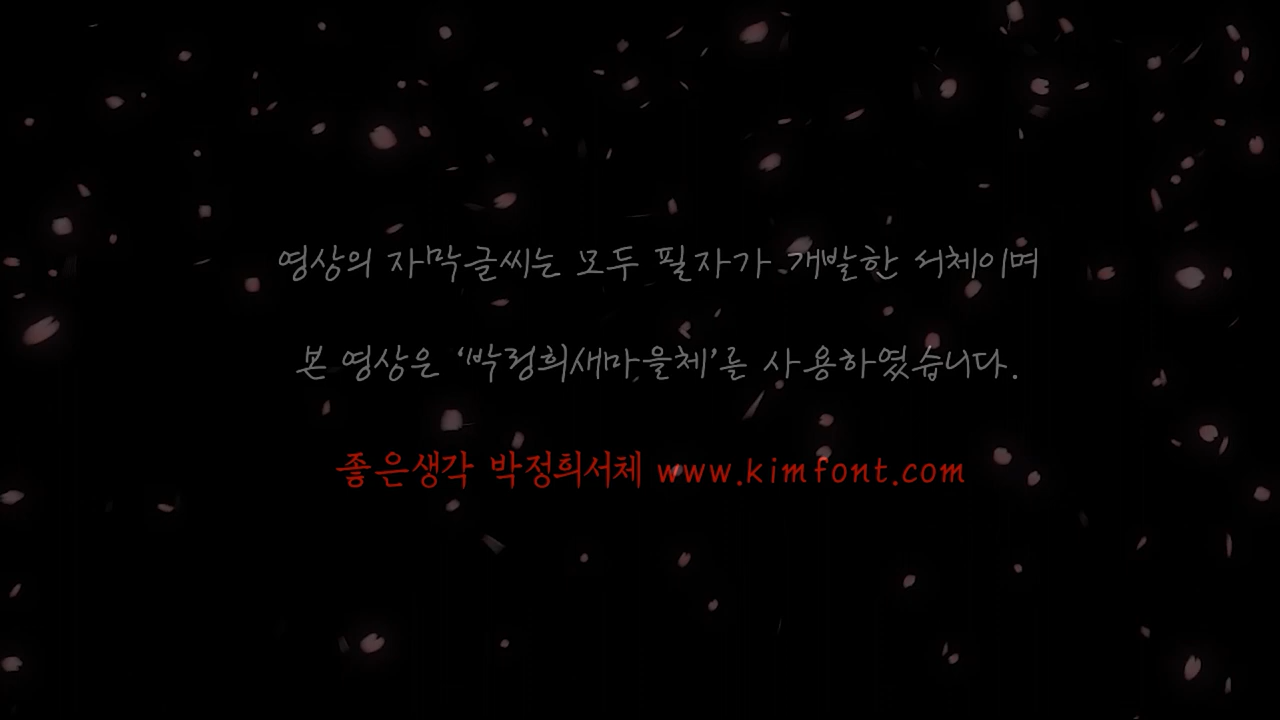 영상의 자막글씨는 모두 필자가 개발한 서체이며
본 영상은 '박정희새마을체'를 사용하였습니다.
좋은생각 박정희서체 www.kimfont.com